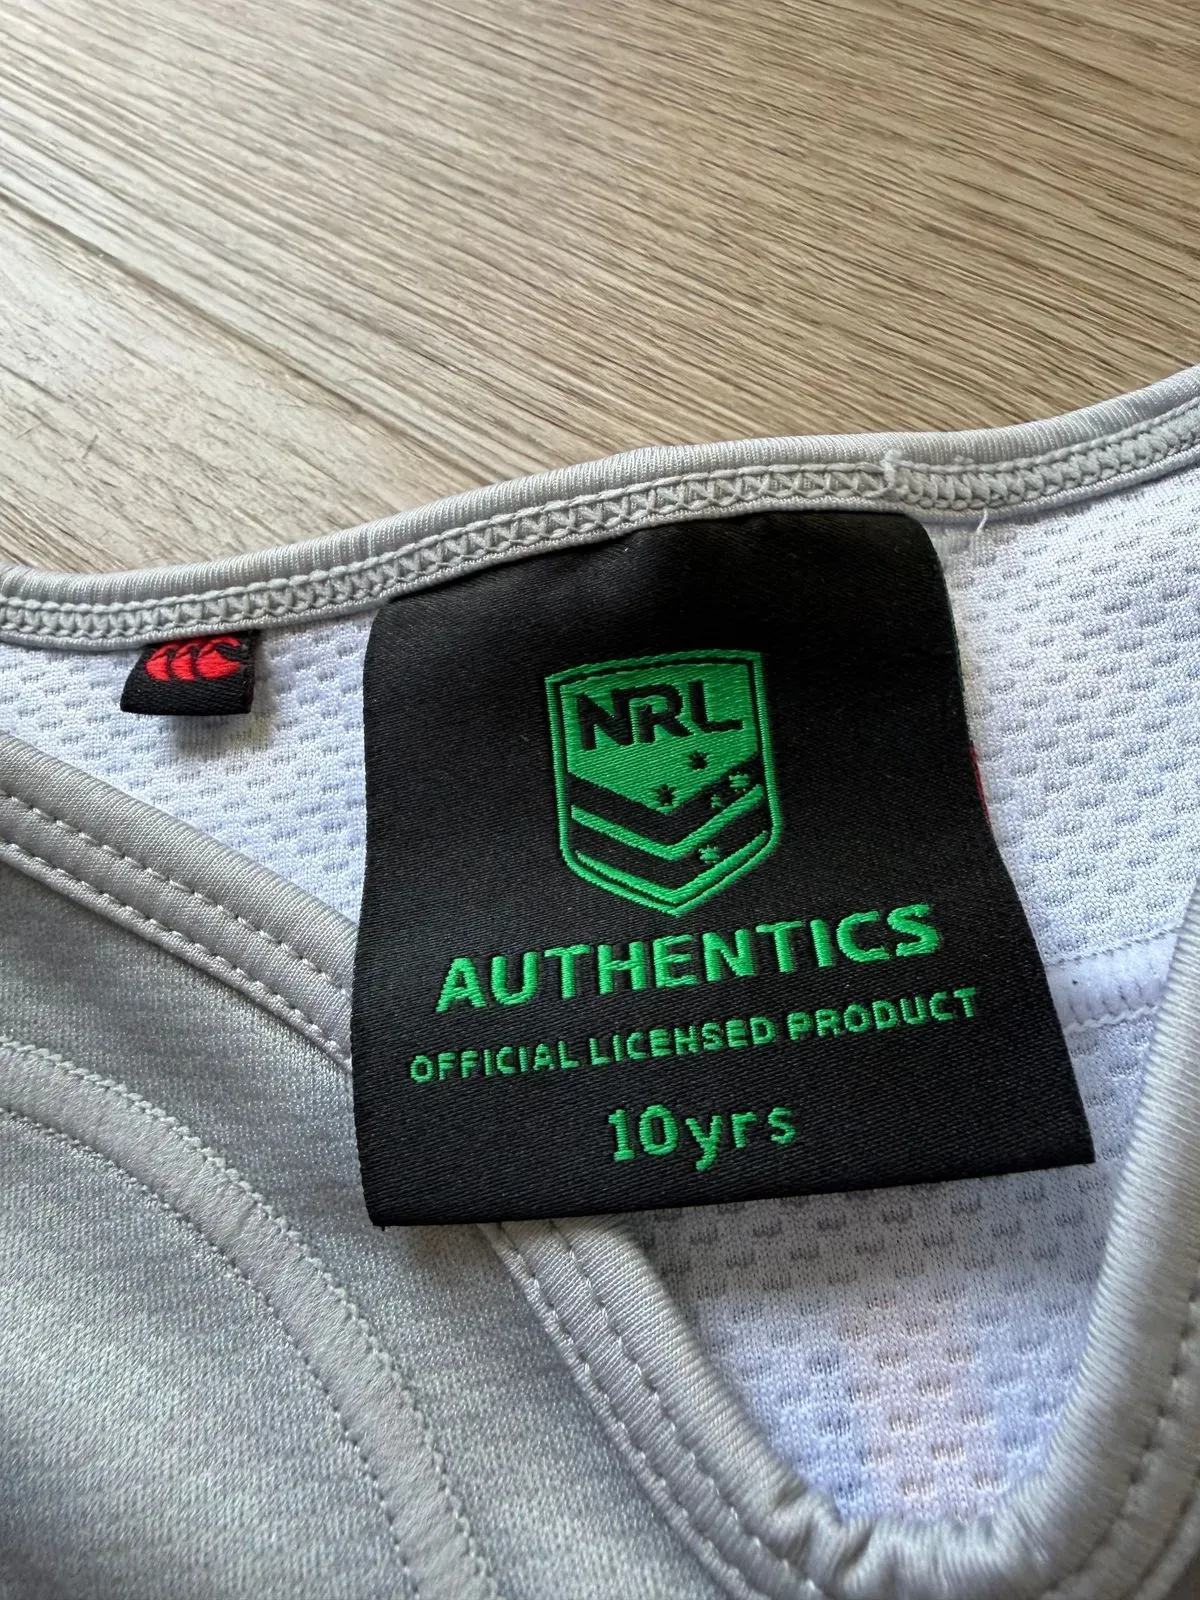 NRL
AUTHENTICS
OFFICIAL LICENSED PRODUCT
10yrs